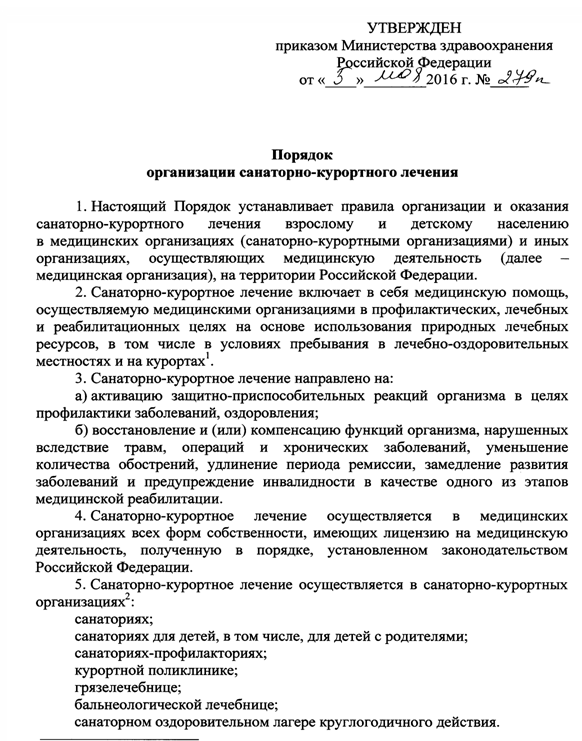 УТВЕРЖДЕН
приказом Министерства здравоохранения
Российской Федерации
от « 5 » мая 2016 г. № 279н
Порядок
организации санаторно-курортного лечения
1. Настоящий Порядок устанавливает правила организации и оказания
санаторно-курортного лечения взрослому и детскому населению
в медицинских организациях (санаторно-курортными организациями) и иных
организациях, осуществляющих медицинскую деятельность (далее –
медицинская организация), на территории Российской Федерации.
2. Санаторно-курортное лечение включает в себя медицинскую помощь,
осуществляемую медицинскими организациями в профилактических, лечебных
и реабилитационных целях на основе использования природных лечебных
ресурсов, в том числе в условиях пребывания в лечебно-оздоровительных
местностях и на курортах¹.
3. Санаторно-курортное лечение направлено на:
а) активацию защитно-приспособительных реакций организма в целях
профилактики заболеваний, оздоровления;
б) восстановление и (или) компенсацию функций организма, нарушенных
вследствие травм, операций и хронических заболеваний, уменьшение
количества обострений, удлинение периода ремиссии, замедление развития
заболеваний и предупреждение инвалидности в качестве одного из этапов
медицинской реабилитации.
4. Санаторно-курортное лечение осуществляется в медицинских
организациях всех форм собственности, имеющих лицензию на медицинскую
деятельность, полученную в порядке, установленном законодательством
Российской Федерации.
5. Санаторно-курортное лечение осуществляется в санаторно-курортных
организациях²:
санаториях;
санаториях для детей, в том числе, для детей с родителями;
санаториях-профилакториях;
курортной поликлинике;
грязелечебнице;
бальнеологической лечебнице;
санаторном оздоровительном лагере круглогодичного действия.